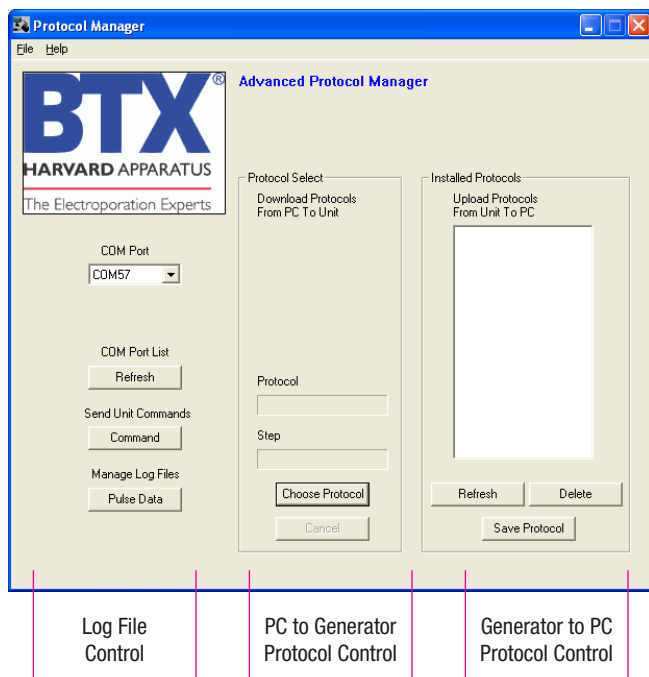 Protocol Manager
File Help
BTX®
HARVARD APPARATUS
The Electroporation Experts
Advanced Protocol Manager
COM Port
COM57
COM Port List
Refresh
Send Unit Commands
Command
Manage Log Files
Pulse Data
Protocol Select
Download Protocols
From PC To Unit
Protocol
Step
Choose Protocol
Cancel
Installed Protocols
Upload Protocols
From Unit To PC
Refresh Delete
Save Protocol
Log File
Control
PC to Generator
Protocol Control
Generator to PC
Protocol Control